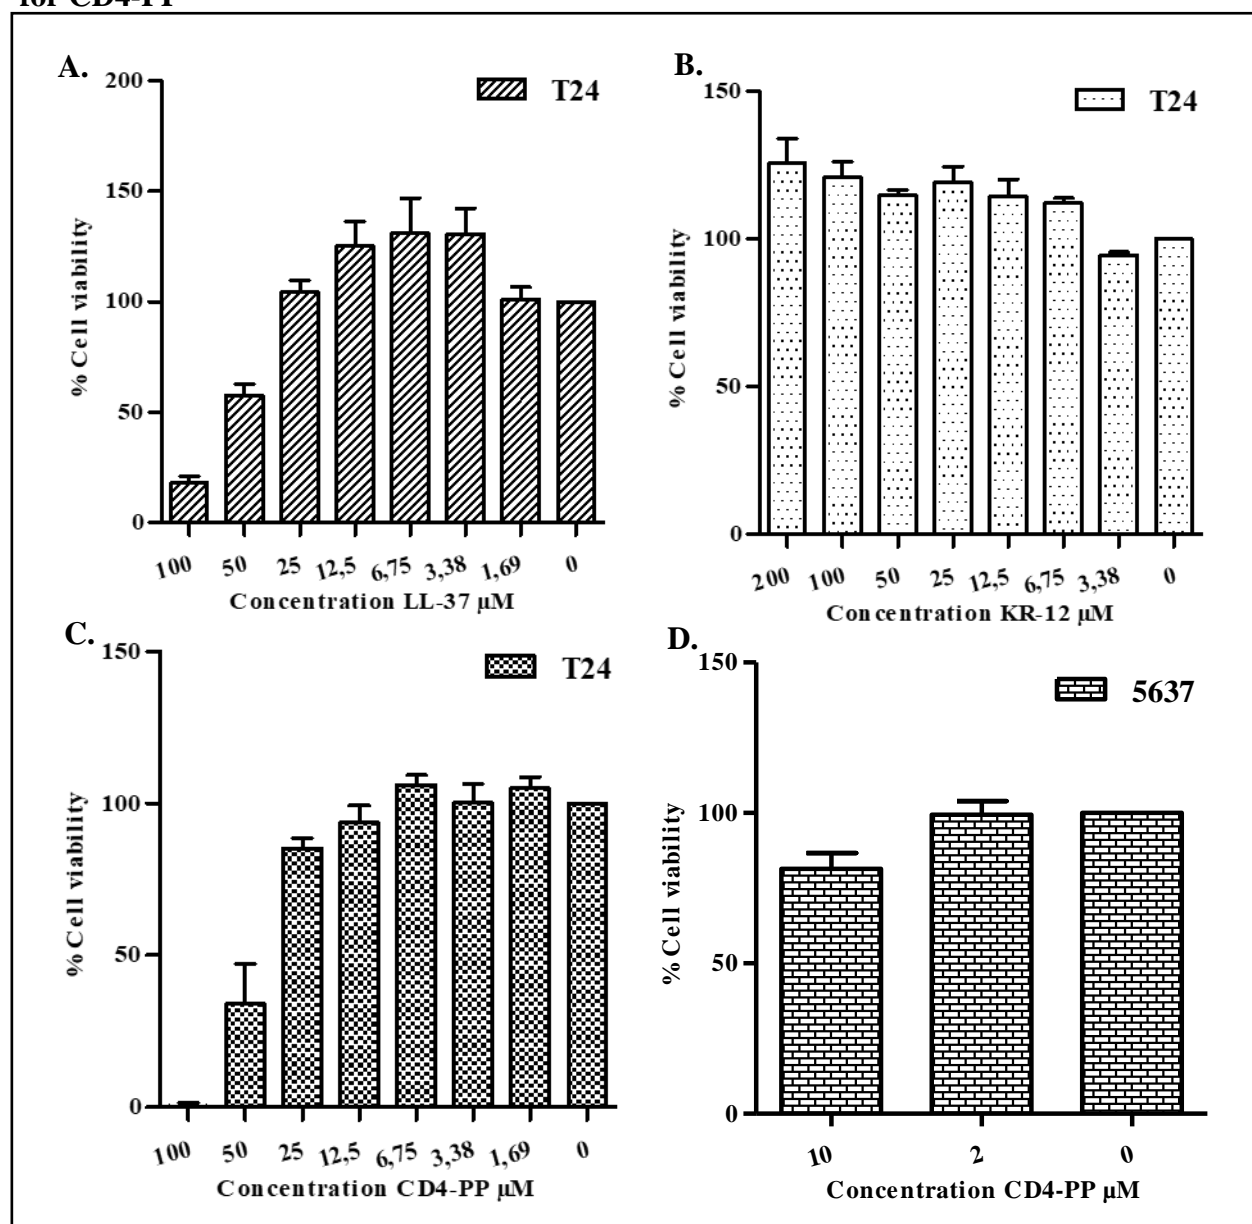 for CD4-PP
A.
200
150
100
50
0
% Cell viability
T24
100 50 25 12,5 6,75 3,38 1,69 0
Concentration LL-37 µM
B.
150
100
50
0
% Cell viability
T24
200 100 50 25 12,5 6,75 3,38 0
Concentration KR-12 µM
C.
150
100
50
0
% Cell viability
T24
100 50 25 12,5 6,75 3,38 1,69 0
Concentration CD4-PP µM
D.
150
100
50
0
% Cell viability
5637
10 2 0
Concentration CD4-PP µM